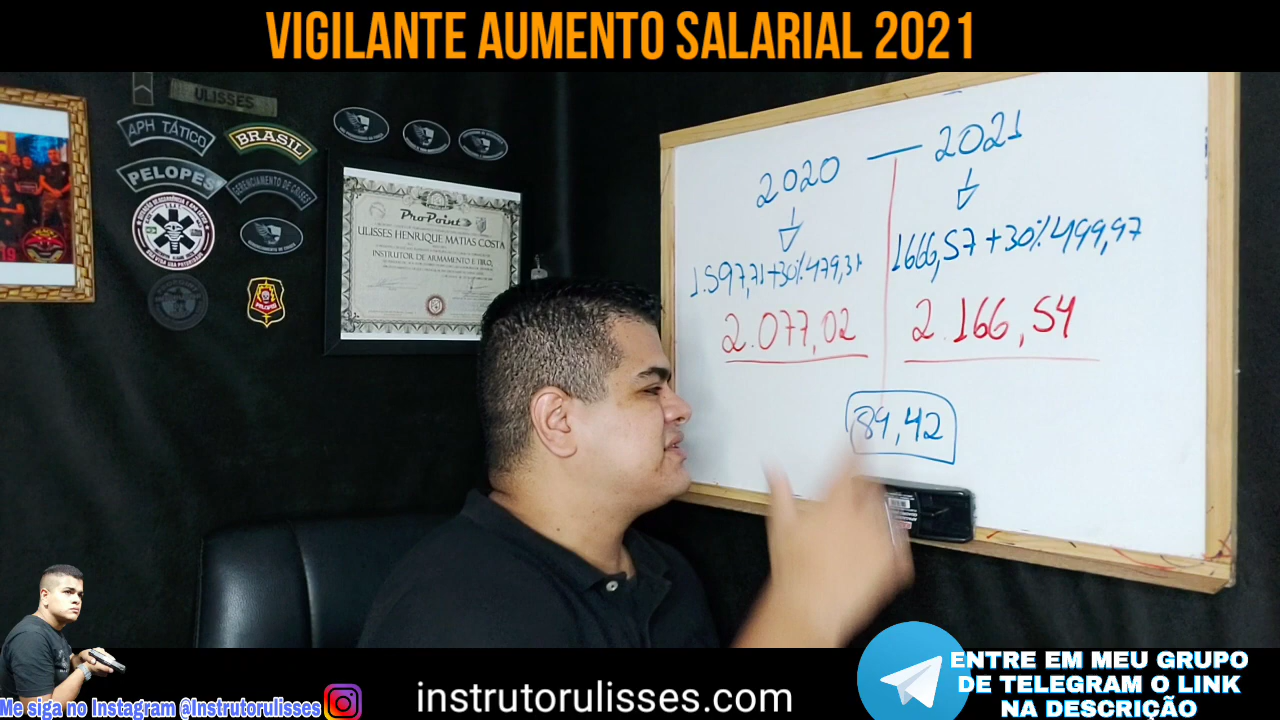 VIGILANTE AUMENTO SALARIAL 2021
ULISSES
APH TÁTICO
BRASIL
PELOPES
GERENCIAMENTO DE CRISES
ProPoint
ULISSES HENRIQUE MATIAS COSTA
INSTRUTOR DE ARMAMENTO E TIRO,
2020 — 2021
1.597,71+30%479,31
1666,57+30%499,97
2.077,02
2.166,54
89,42
Me siga no Instagram @Instrutorulisses
instrutorulisses.com
ENTRE EM MEU GRUPO
DE TELEGRAM O LINK
NA DESCRIÇÃO